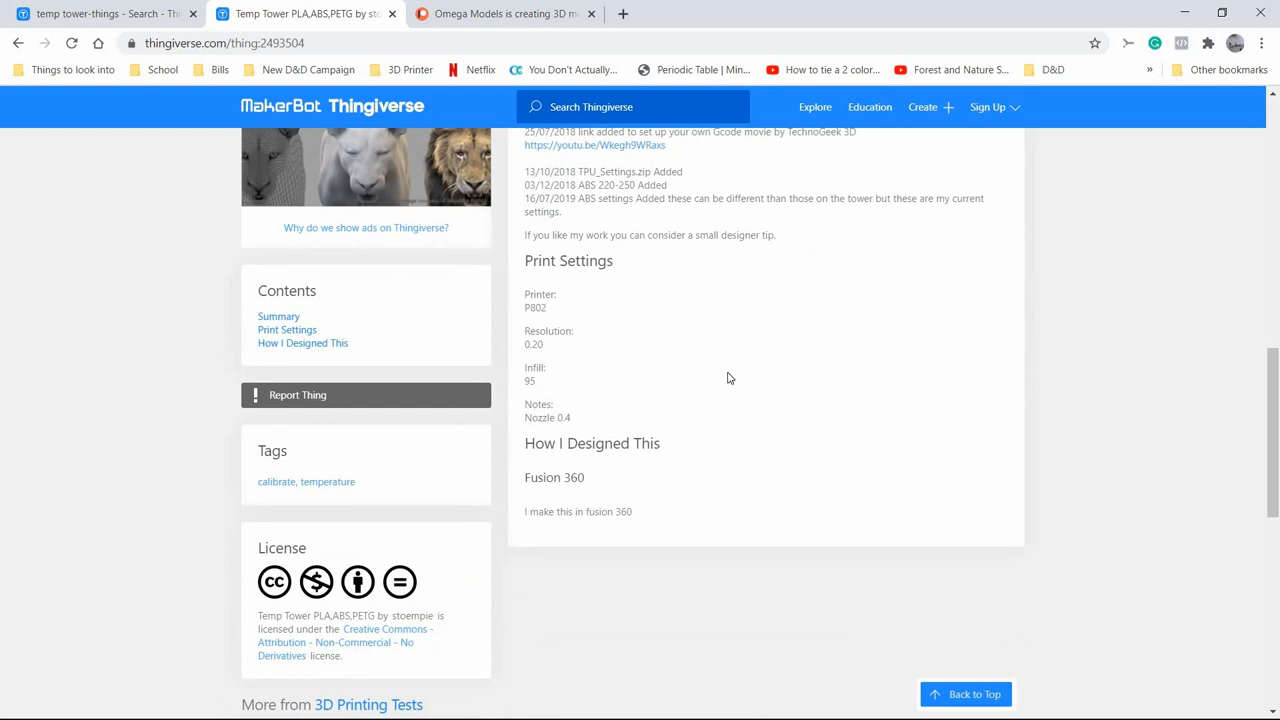 temp tower-things - Search - Thi
Temp Tower PLA,ABS,PETG by sto
Omega Models is creating 3D mo
thingiverse.com/thing:2493504
Things to look into
School
Bills
New D&D Campaign
3D Printer
Netflix
You Don't Actually...
Periodic Table | Min...
How to tie a 2 color...
Forest and Nature S...
D&D
»
Other bookmarks
MakerBot Thingiverse
Search Thingiverse
Explore
Education
Create
Sign Up
25/07/2018 link added to set up your own Gcode movie by TechnoGeek 3D
https://youtu.be/Wkegh9WRaxs
13/10/2018 TPU_Settings.zip Added
03/12/2018 ABS 220-250 Added
16/07/2019 ABS settings Added these can be different than those on the tower but these are my current
settings.
If you like my work you can consider a small designer tip.
Why do we show ads on Thingiverse?
Contents
Summary
Print Settings
How I Designed This
Report Thing
Tags
calibrate, temperature
License
Temp Tower PLA,ABS,PETG by stoempie is
licensed under the Creative Commons -
Attribution - Non-Commercial - No
Derivatives license.
Print Settings
Printer:
P802
Resolution:
0.20
Infill:
95
Notes:
Nozzle 0.4
How I Designed This
Fusion 360
I make this in fusion 360
More from 3D Printing Tests
Back to Top